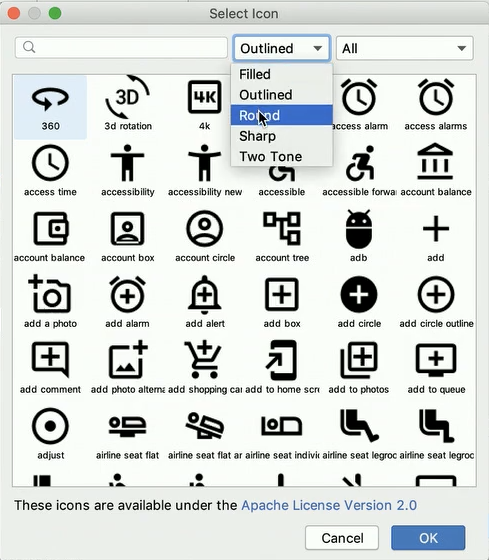 Select Icon
Outlined
All
Filled
Outlined
Round
Sharp
Two Tone
360
3d rotation
4k
access alarm
access alarms
access time
accessibility
accessibility new
accessible
accessible forwa
account balance
account balance
account box
account circle
account tree
adb
add
add a photo
add alarm
add alert
add box
add circle
add circle outline
add comment
add photo alterna
add shopping car
add to home scre
add to photos
add to queue
adjust
airline seat flat
airline seat flat an
airline seat individ
airline seat legroc
airline seat legroc
These icons are available under the Apache License Version 2.0
Cancel
OK